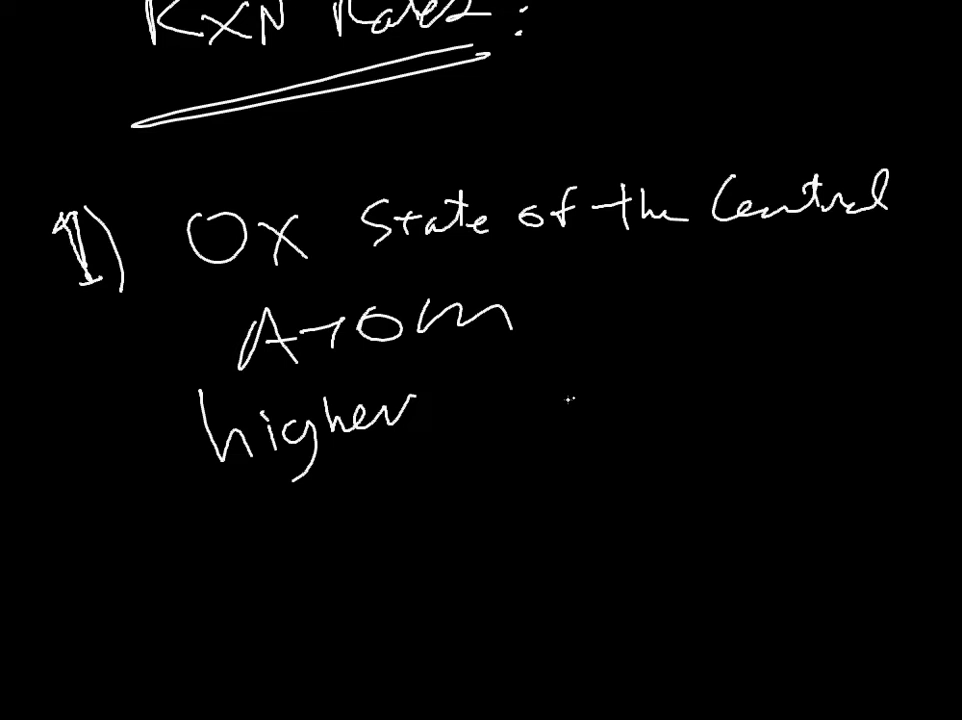 RXN Rates:
1) OX State of the Central
Atom
higher